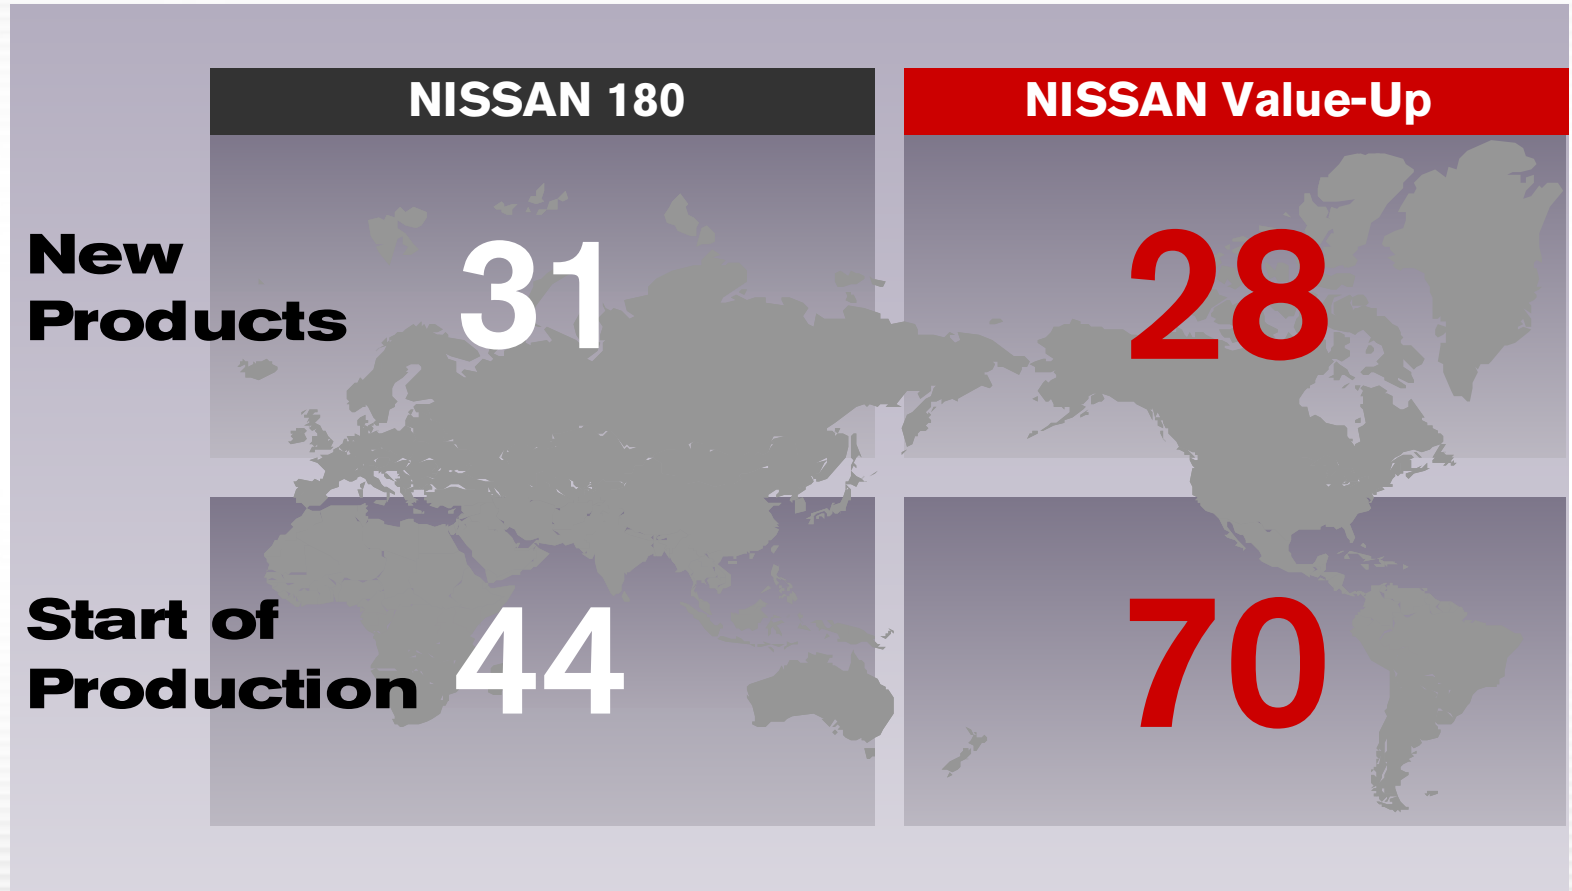 NISSAN 180
NISSAN Value-Up
New
Products
31
28
Start of
Production
44
70